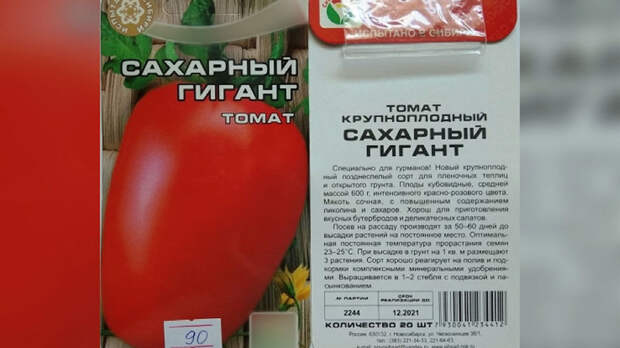 САХАРНЫЙ
ГИГАНТ
ТОМАТ
90
ИСПЫТАНО В СИБИРИ
ТОМАТ
КРУПНОПЛОДНЫЙ
САХАРНЫЙ
ГИГАНТ
Специально для гурманов! Новый крупноплод-
ный позднеспелый сорт для пленочных теплиц
и открытого грунта. Плоды кубовидные, средней
массой 600 г, интенсивного красно-розового цвета.
Мякоть сочная, с повышенным содержанием
ликопина и сахаров. Хорош для приготовления
вкусных бутербродов и деликатесных салатов.
Посев на рассаду производят за 50–60 дней до
высадки растений на постоянное место. Оптималь-
ная постоянная температура прорастания семян
23–25°С. При высадке в грунт на 1 кв. м размещают
3 растения. Сорт хорошо реагирует на полив и под-
кормки комплексными минеральными удобрения-
ми. Выращивается в 1–2 стебля с подвязкой и па-
сынкованием.
№ ПАРТИИ
СРОК
РЕАЛИЗАЦИИ ДО
2244
12.2021
КОЛИЧЕСТВО 20 ШТ
7930041234412